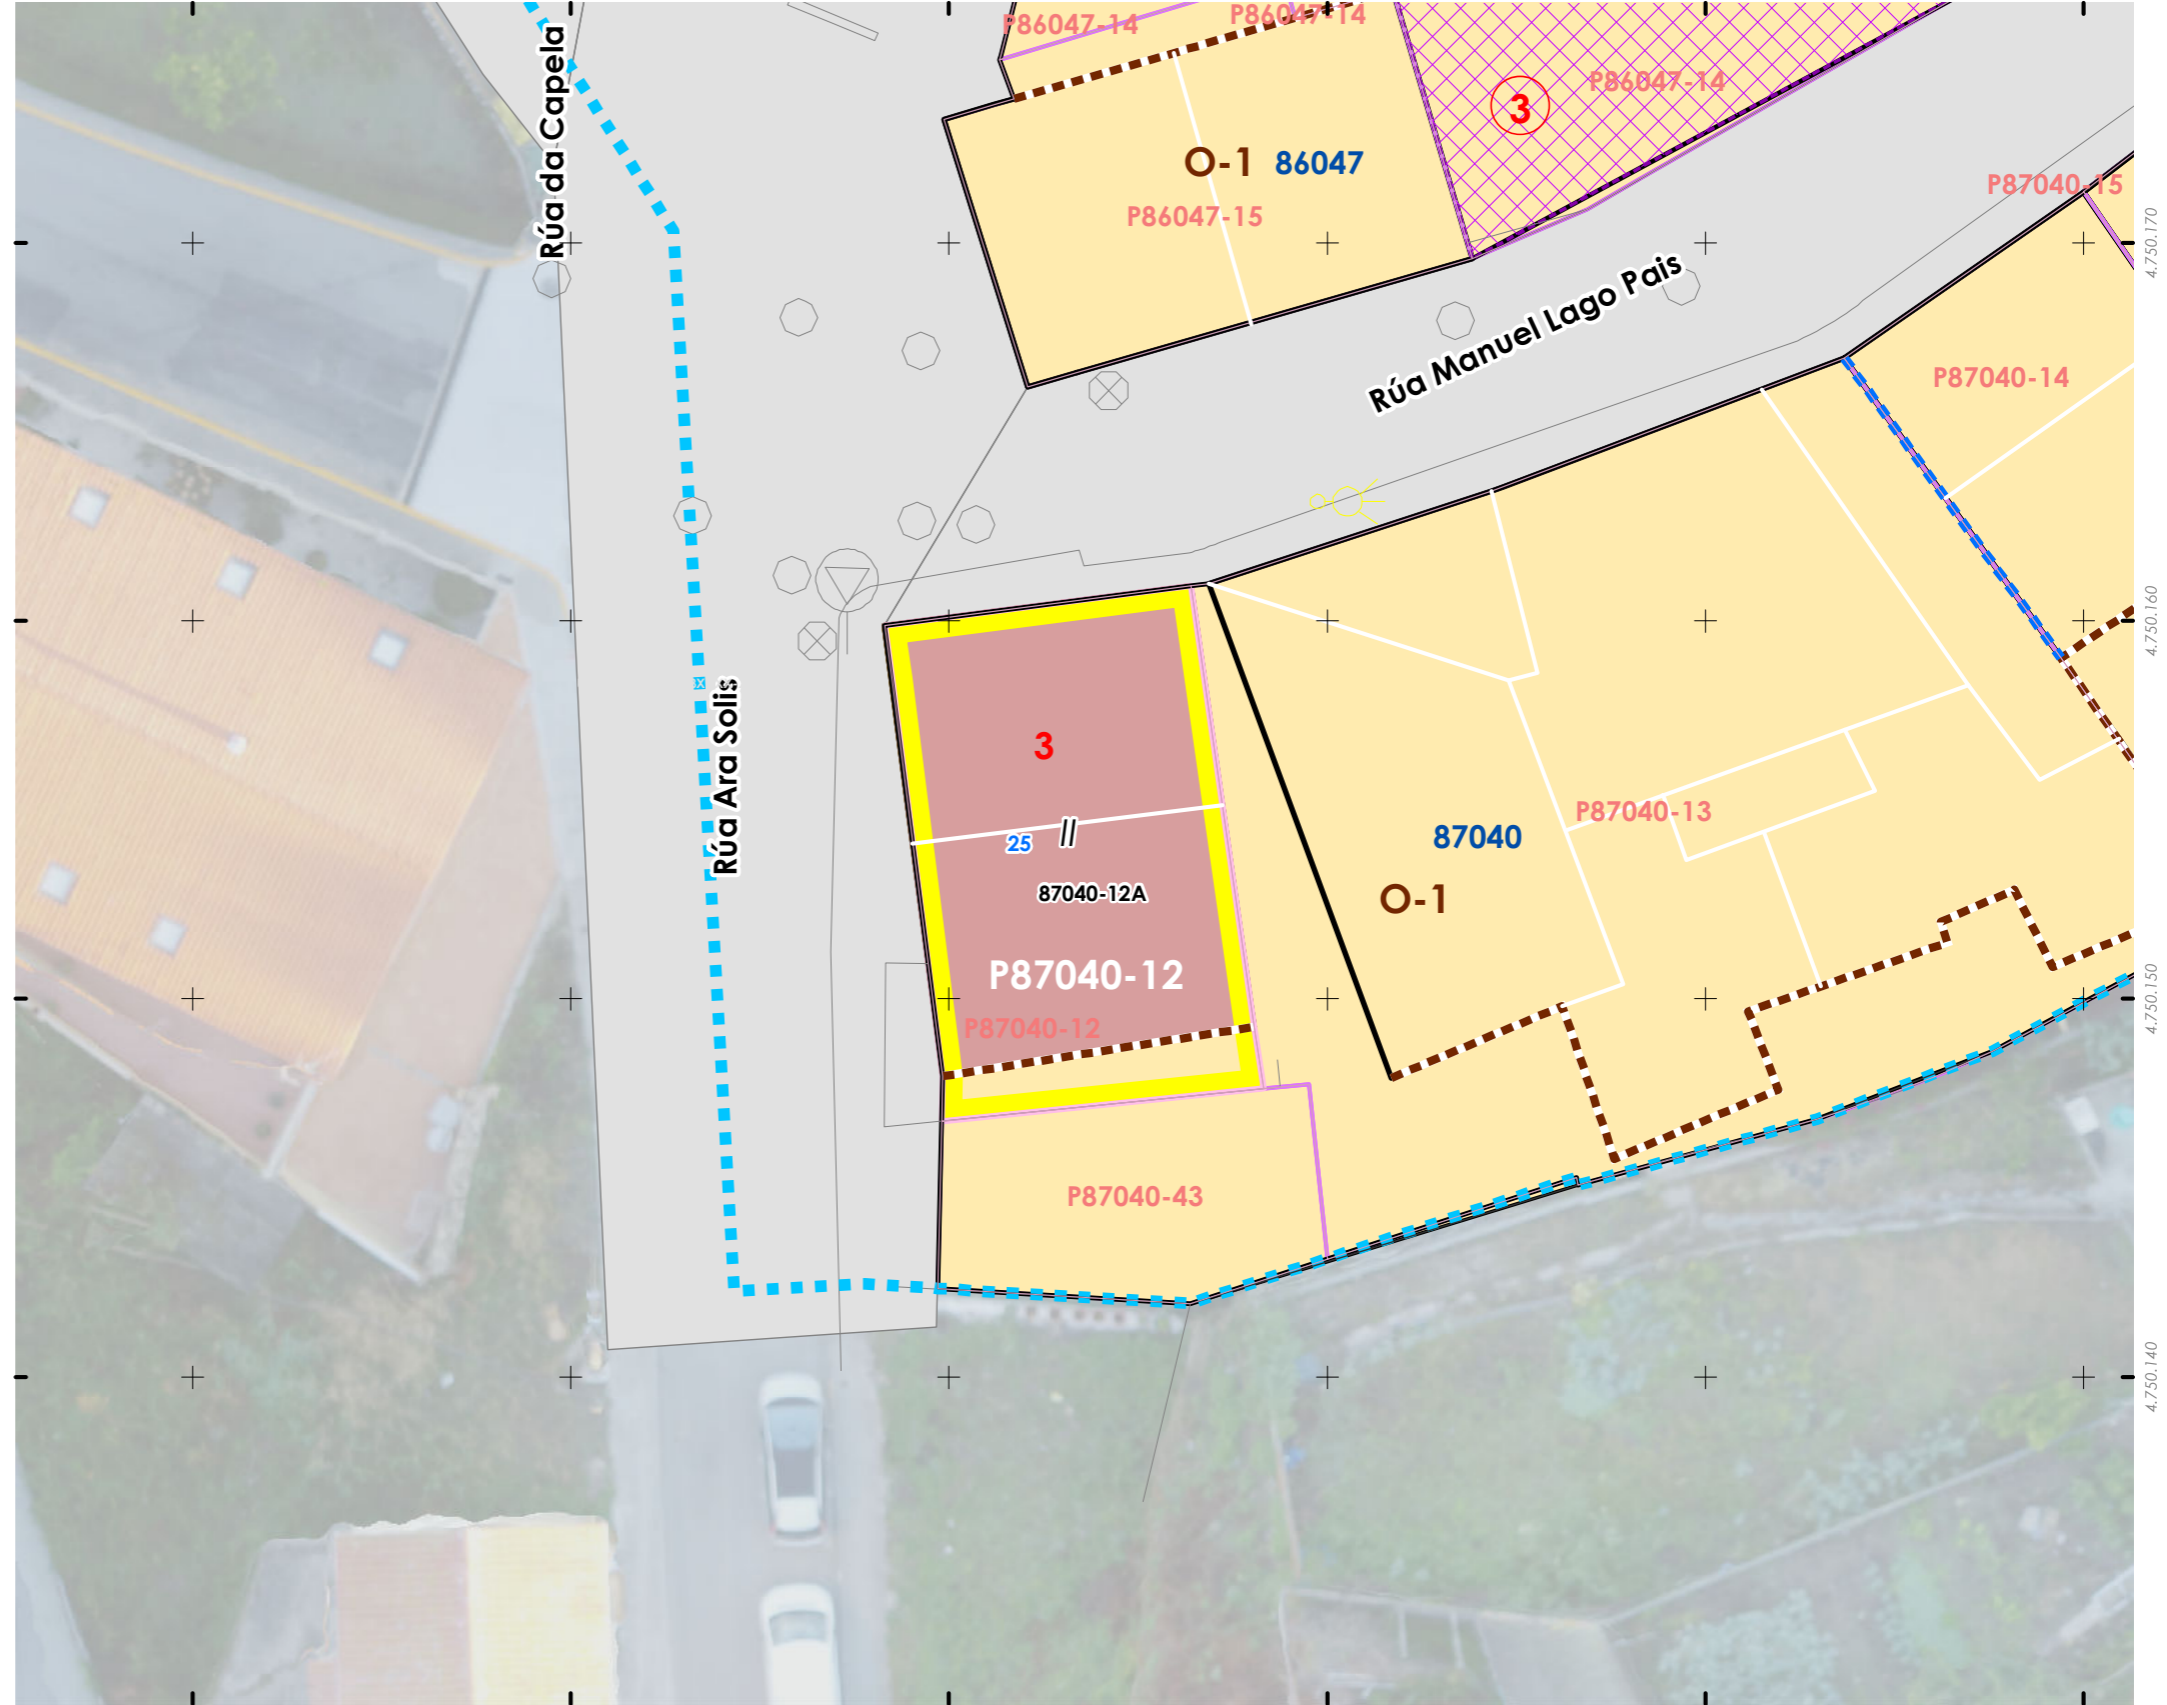 P86047-14
P86047-14
Rúa da Capela
3
P86047-14
O-1 86047
P86047-15
P87040-15
4.750.170
Rúa Manuel Lago Pais
P87040-14
4.750.160
Rúa Ara Solis
3
25 II
87040-12A
P87040-12
P87040-12
87040
P87040-13
O-1
4.750.150
P87040-43
4.750.140